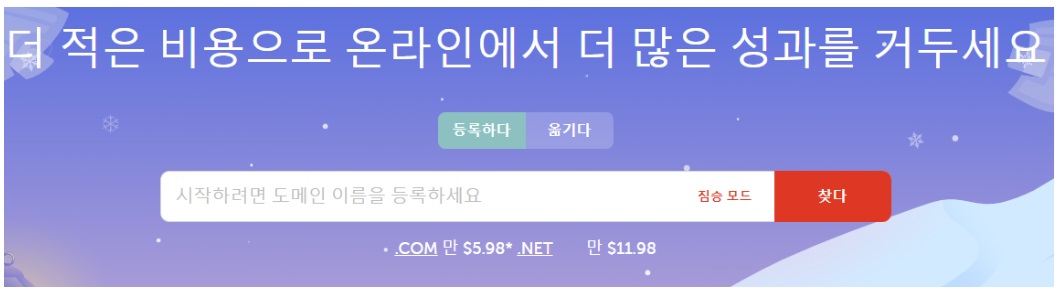 더 적은 비용으로 온라인에서 더 많은 성과를 거두세요
등록하다 옮기다
시작하려면 도메인 이름을 등록하세요 짐승 모드 찾다
.COM 만 $5.98* .NET 만 $11.98